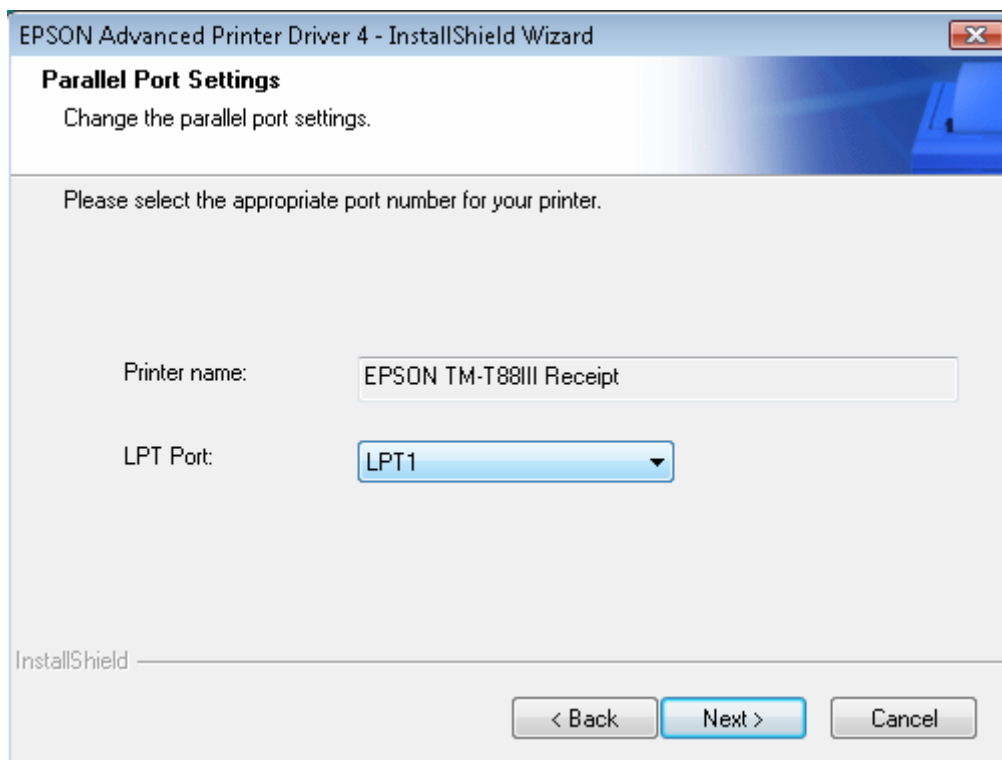 EPSON Advanced Printer Driver 4 - InstallShield Wizard
Parallel Port Settings
Change the parallel port settings.
Please select the appropriate port number for your printer.
Printer name: EPSON TM-T88III Receipt
LPT Port: LPT1
InstallShield
< Back Next > Cancel